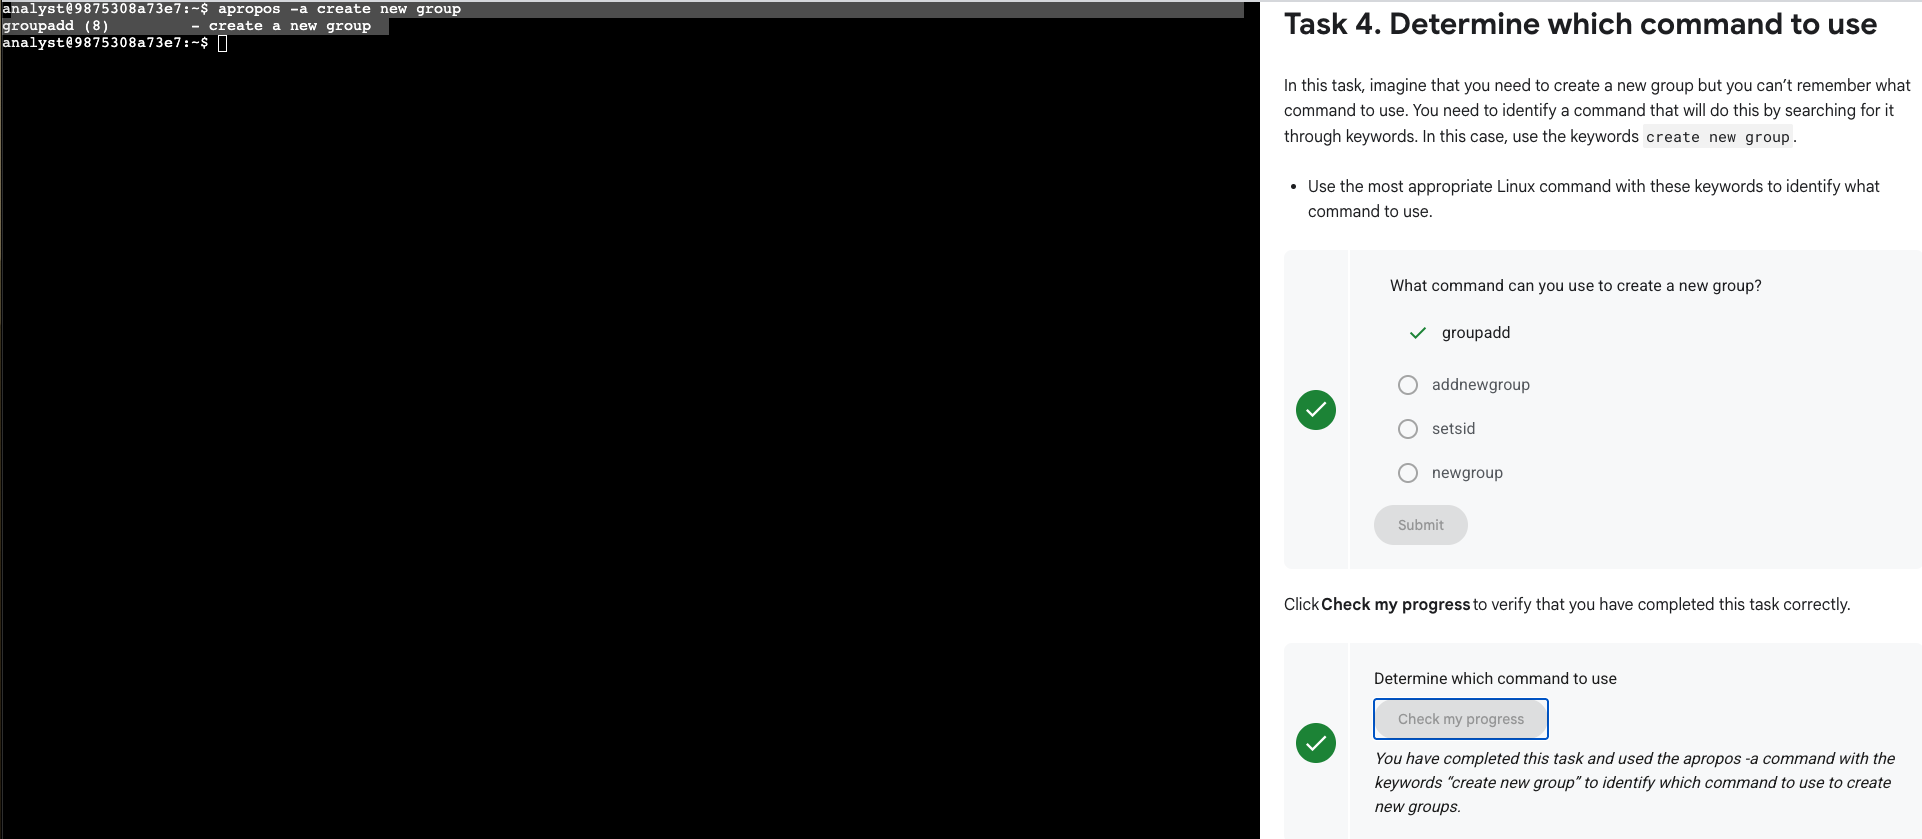 analyst@9875308a73e7:~$ apropos -a create new group
groupadd (8)         - create a new group
analyst@9875308a73e7:~$
Task 4. Determine which command to use
In this task, imagine that you need to create a new group but you can’t remember what
command to use. You need to identify a command that will do this by searching for it
through keywords. In this case, use the keywords create new group.
• Use the most appropriate Linux command with these keywords to identify what
command to use.
What command can you use to create a new group?
groupadd
addnewgroup
setsid
newgroup
Submit
Click Check my progress to verify that you have completed this task correctly.
Determine which command to use
Check my progress
You have completed this task and used the apropos -a command with the
keywords “create new group” to identify which command to use to create
new groups.